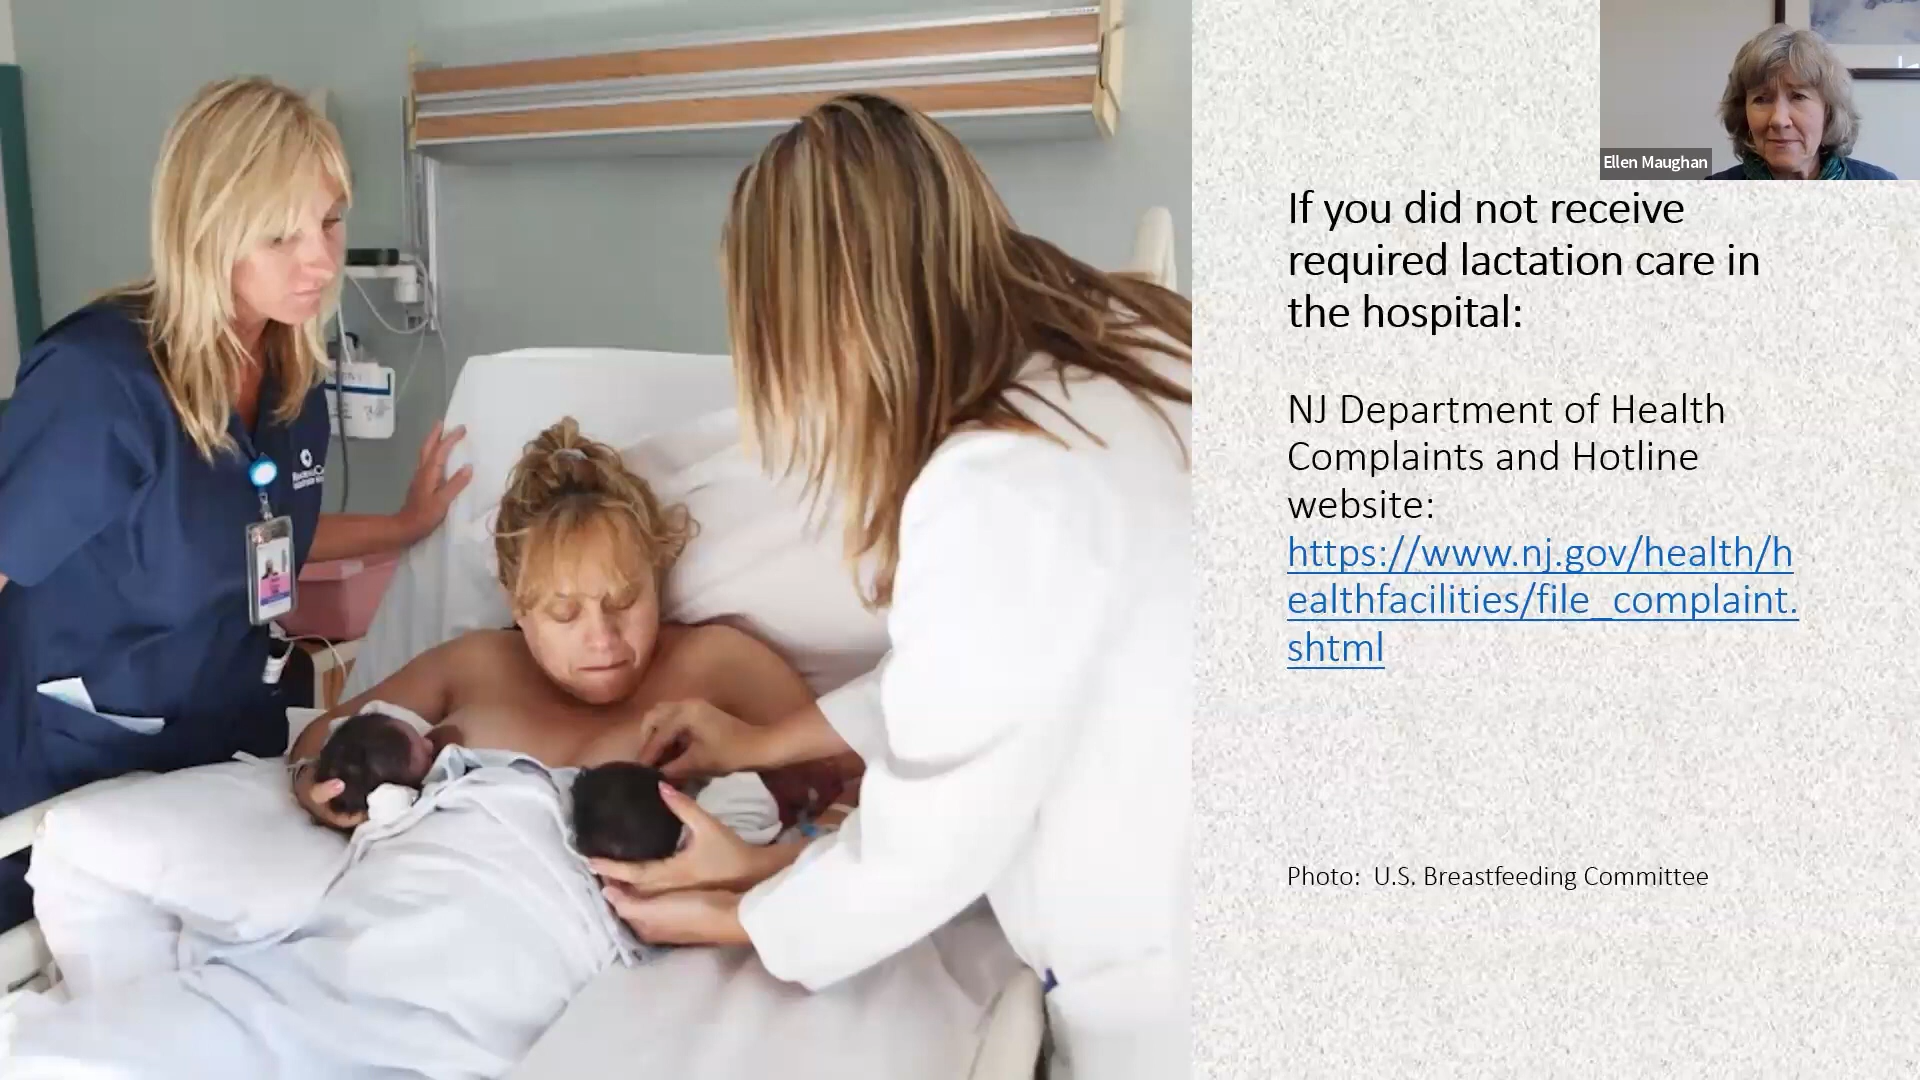 Ellen Maughan
If you did not receive
required lactation care in
the hospital:
NJ Department of Health
Complaints and Hotline
website:
https://www.nj.gov/health/h
ealthfacilities/file_complaint.
shtml
Photo: U.S. Breastfeeding Committee